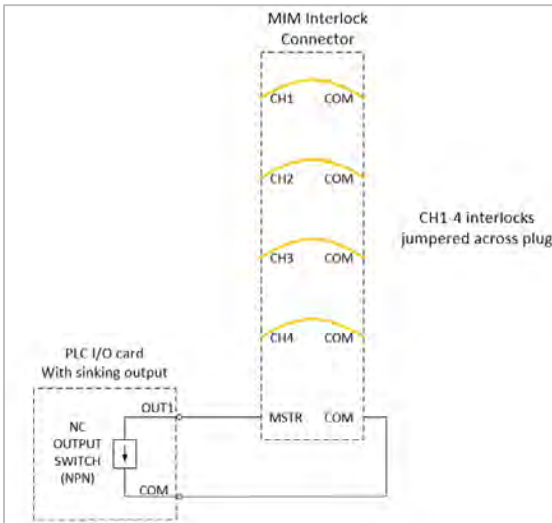 MIM Interlock
Connector
CH1 COM
CH2 COM
CH3 COM
CH4 COM
CH1-4 interlocks
jumpered across plug
PLC I/O card
With sinking output
OUT1
MSTR COM
NC
OUTPUT
SWITCH
(NPN)
COM